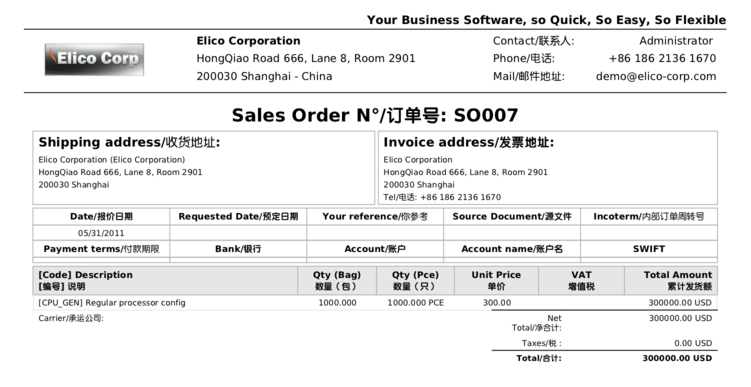 Your Business Software, so Quick, So Easy, So Flexible
Elico Corp
Elico Corporation
HongQiao Road 666, Lane 8, Room 2901
200030 Shanghai - China
Contact/联系人: Administrator
Phone/电话: +86 186 2136 1670
Mail/邮件地址: demo@elico-corp.com
Sales Order N°/订单号: SO007
Shipping address/收货地址:
Elico Corporation (Elico Corporation)
HongQiao Road 666, Lane 8, Room 2901
200030 Shanghai
Invoice address/发票地址:
Elico Corporation
HongQiao Road 666, Lane 8, Room 2901
200030 Shanghai
Tel/电话: +86 186 2136 1670
Date/报价日期 Requested Date/预定日期 Your reference/你参考 Source Document/源文件 Incoterm/内部订单周转号
05/31/2011
Payment terms/付款期限 Bank/银行 Account/账户 Account name/账户名 SWIFT
[Code] Description Qty (Bag) Qty (Pce) Unit Price VAT Total Amount
[编号] 说明 数量（包） 数量（只） 单价 增值税 累计发货额
[CPU_GEN] Regular processor config 1000.000 1000.000 PCE 300.00 300000.00 USD
Carrier/承运公司: Net 300000.00 USD
Total/净合计:
Taxes/税 : 0.00 USD
Total/合计: 300000.00 USD